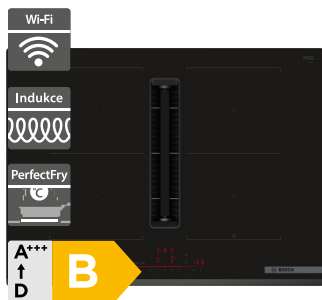 Wi-Fi
Indukce
PerfectFry
°C
A+++
↑
D
B
BOSCH